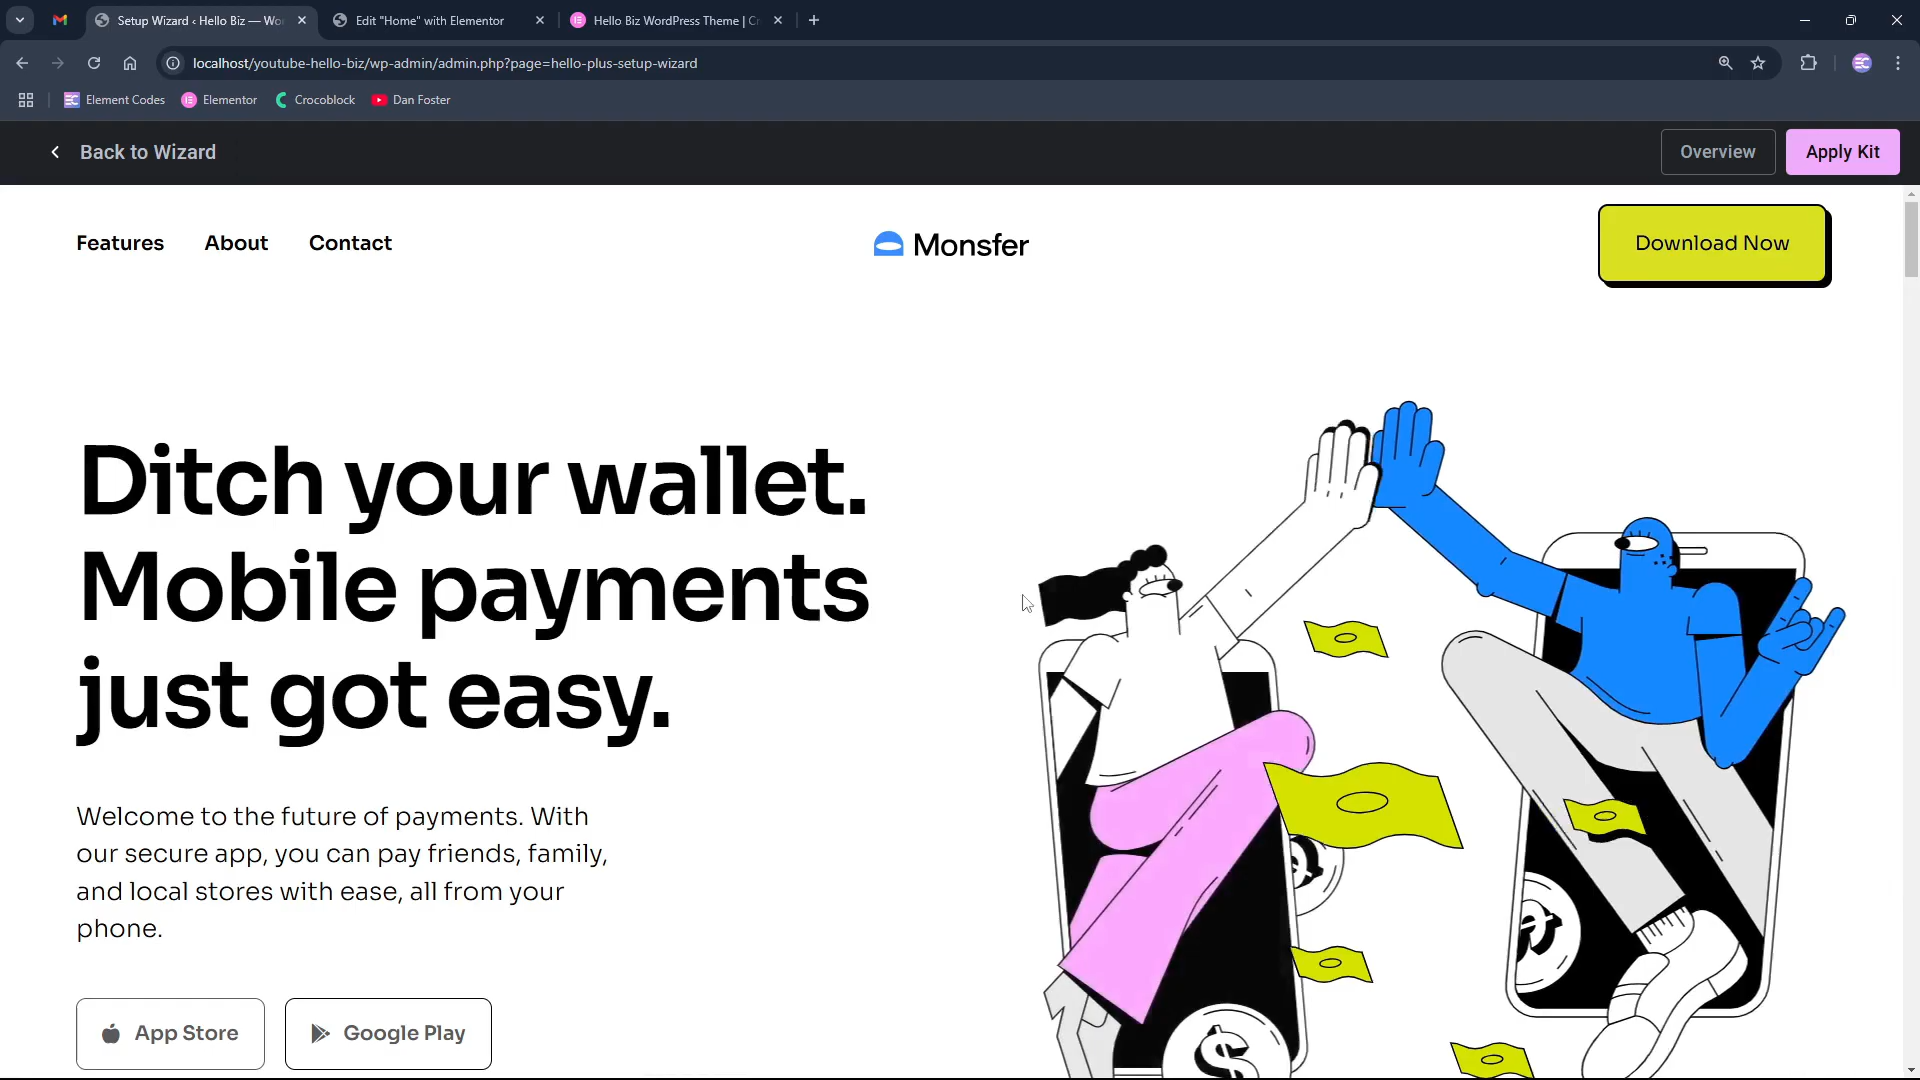 Setup Wizard ‹ Hello Biz — Wo
Edit "Home" with Elementor
Hello Biz WordPress Theme | Cr
localhost/youtube-hello-biz/wp-admin/admin.php?page=hello-plus-setup-wizard
Element Codes
Elementor
Crocoblock
Dan Foster
Back to Wizard
Overview
Apply Kit
Features
About
Contact
Monsfer
Download Now
Ditch your wallet.
Mobile payments
just got easy.
Welcome to the future of payments. With
our secure app, you can pay friends, family,
and local stores with ease, all from your
phone.
App Store
Google Play